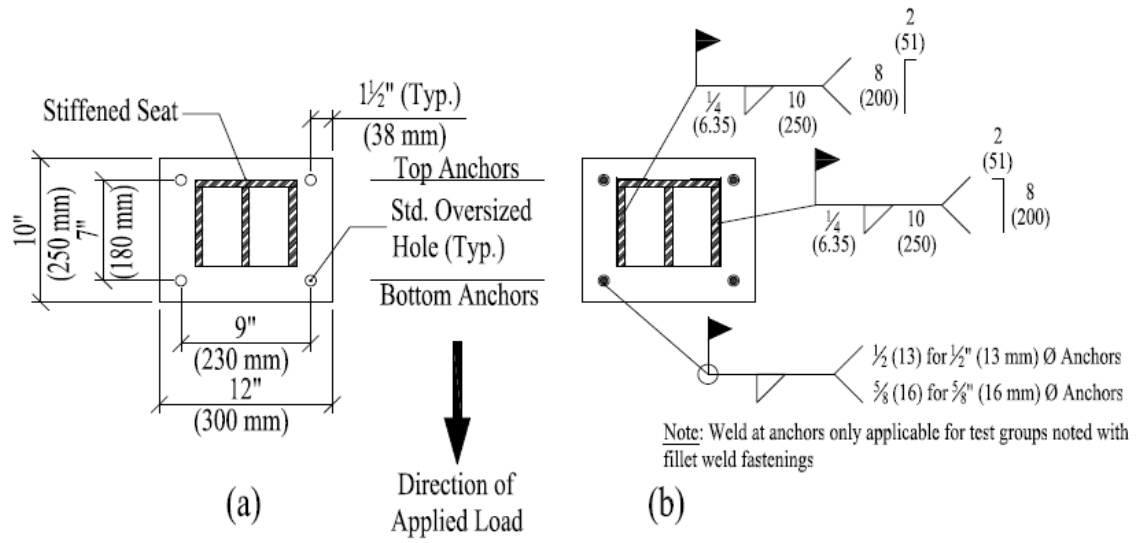 Stiffened Seat
1½" (Typ.)
(38 mm)
Top Anchors
Std. Oversized
Hole (Typ.)
Bottom Anchors
10"
(250 mm)
7"
(180 mm)
9"
(230 mm)
12"
(300 mm)
Direction of
Applied Load
(a)
2
(51)
8
(200)
¼
(6.35)
10
(250)
2
(51)
8
(200)
¼
(6.35)
10
(250)
½ (13) for ½" (13 mm) Ø Anchors
⅝ (16) for ⅝" (16 mm) Ø Anchors
Note: Weld at anchors only applicable for test groups noted with
fillet weld fastenings
(b)